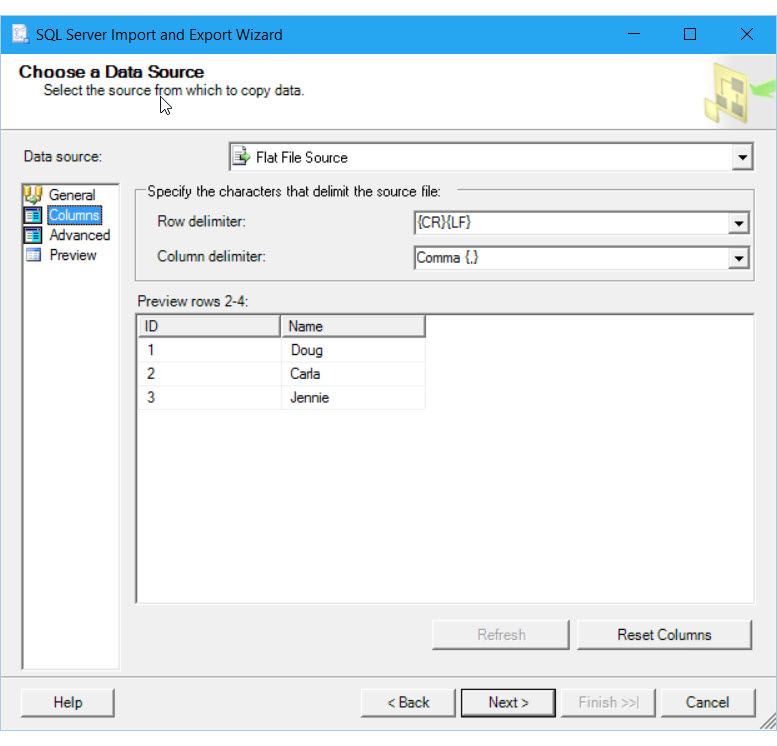 SQL Server Import and Export Wizard
Choose a Data Source
Select the source from which to copy data.
Data source: Flat File Source
General
Columns
Advanced
Preview
Specify the characters that delimit the source file:
Row delimiter: {CR}{LF}
Column delimiter: Comma {,}
Preview rows 2-4:
ID Name
1 Doug
2 Carla
3 Jennie
Refresh Reset Columns
Help < Back Next > Finish >>| Cancel